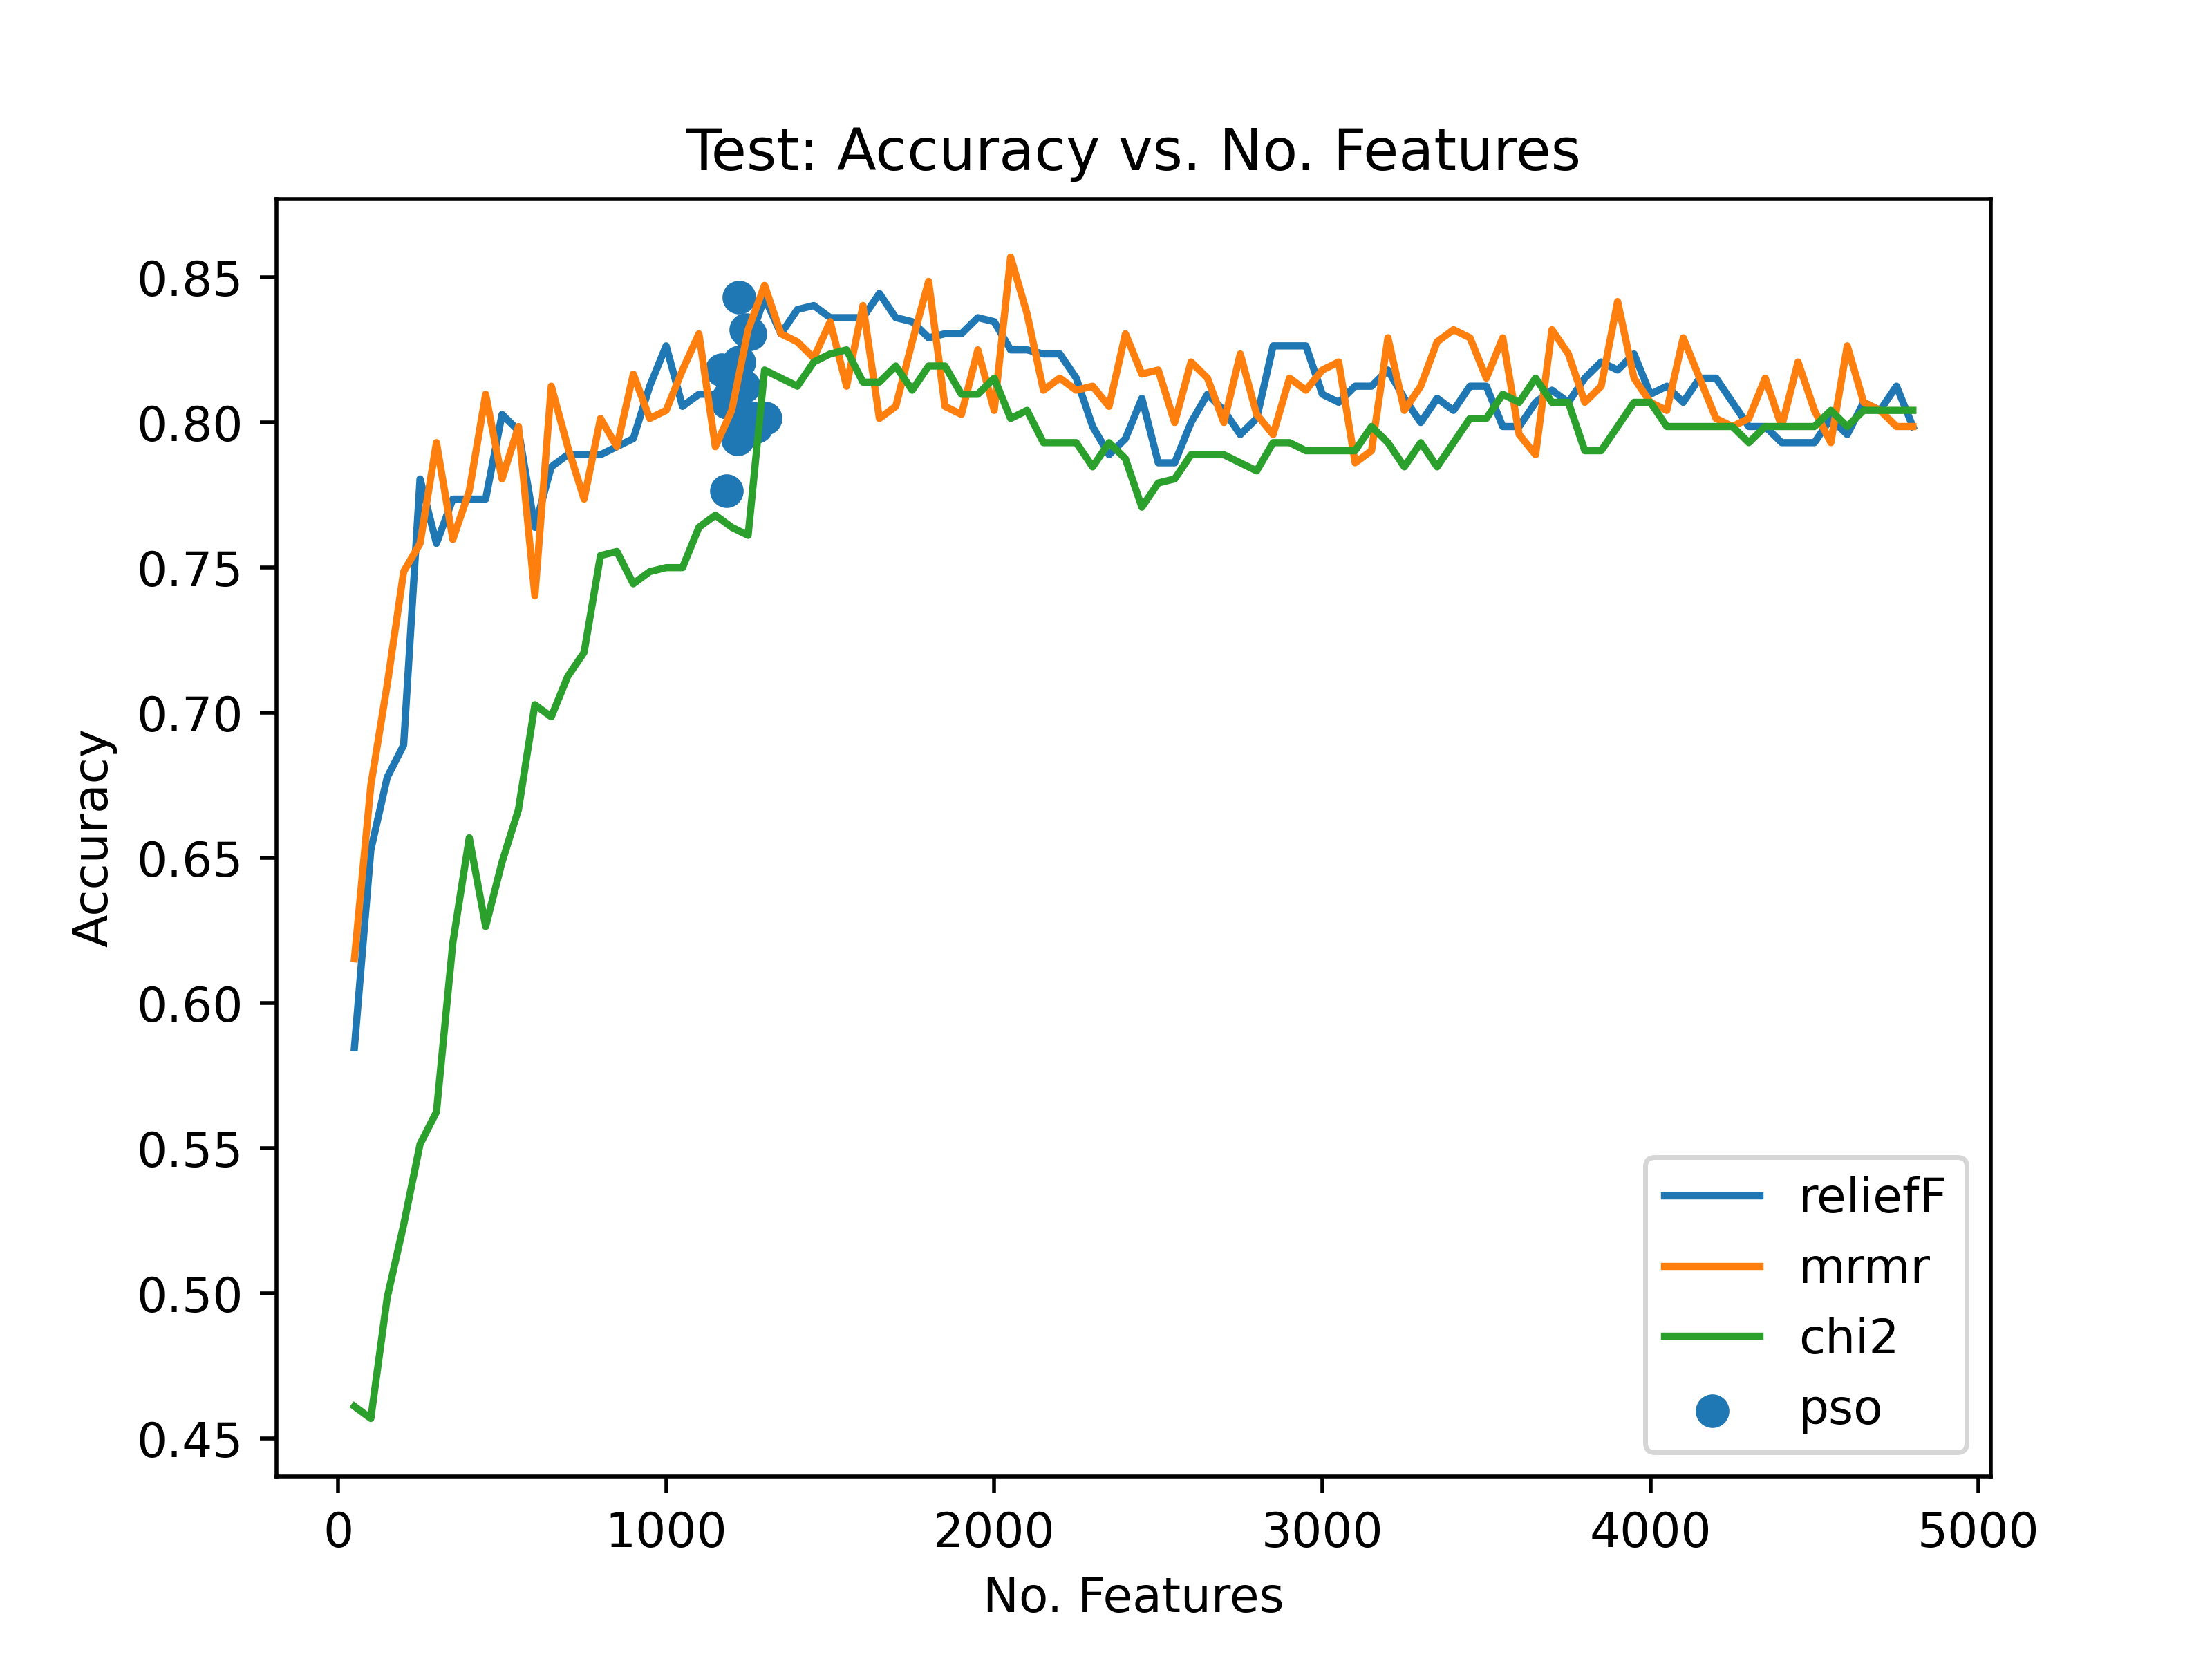 Test: Accuracy vs. No. Features
Accuracy
0.85
0.80
0.75
0.70
0.65
0.60
0.55
0.50
0.45
0 1000 2000 3000 4000 5000
No. Features
reliefF
mrmr
chi2
pso